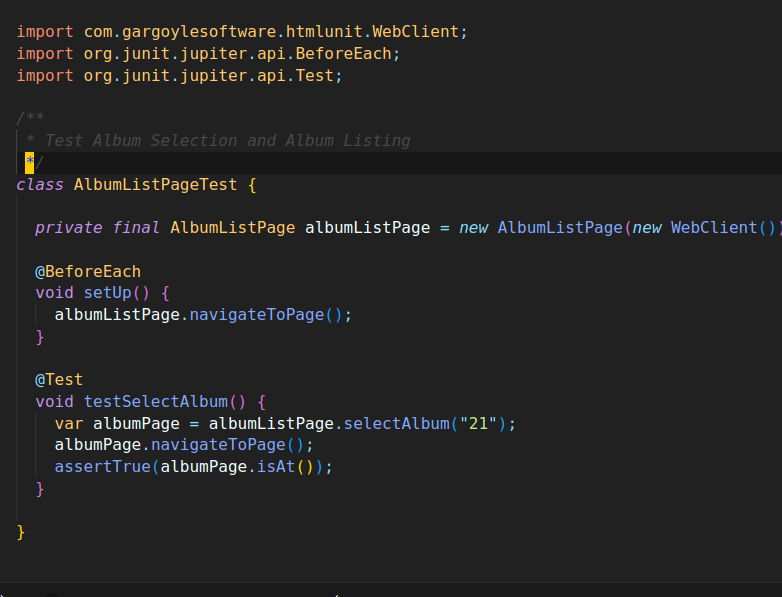 import com.gargoylesoftware.htmlunit.WebClient;
import org.junit.jupiter.api.BeforeEach;
import org.junit.jupiter.api.Test;
/**
* Test Album Selection and Album Listing
*/
class AlbumListPageTest {
private final AlbumListPage albumListPage = new AlbumListPage(new WebClient())
@BeforeEach
void setUp() {
albumListPage.navigateToPage();
}
@Test
void testSelectAlbum() {
var albumPage = albumListPage.selectAlbum("21");
albumPage.navigateToPage();
assertTrue(albumPage.isAt());
}
}